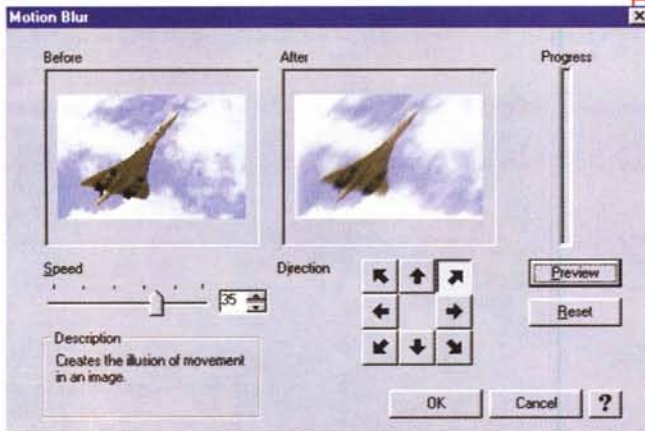 Motion Blur
Before
After
Progress
Speed
35
Direction
Preview
Reset
Description
Creates the illusion of movement
in an image.
OK
Cancel
?